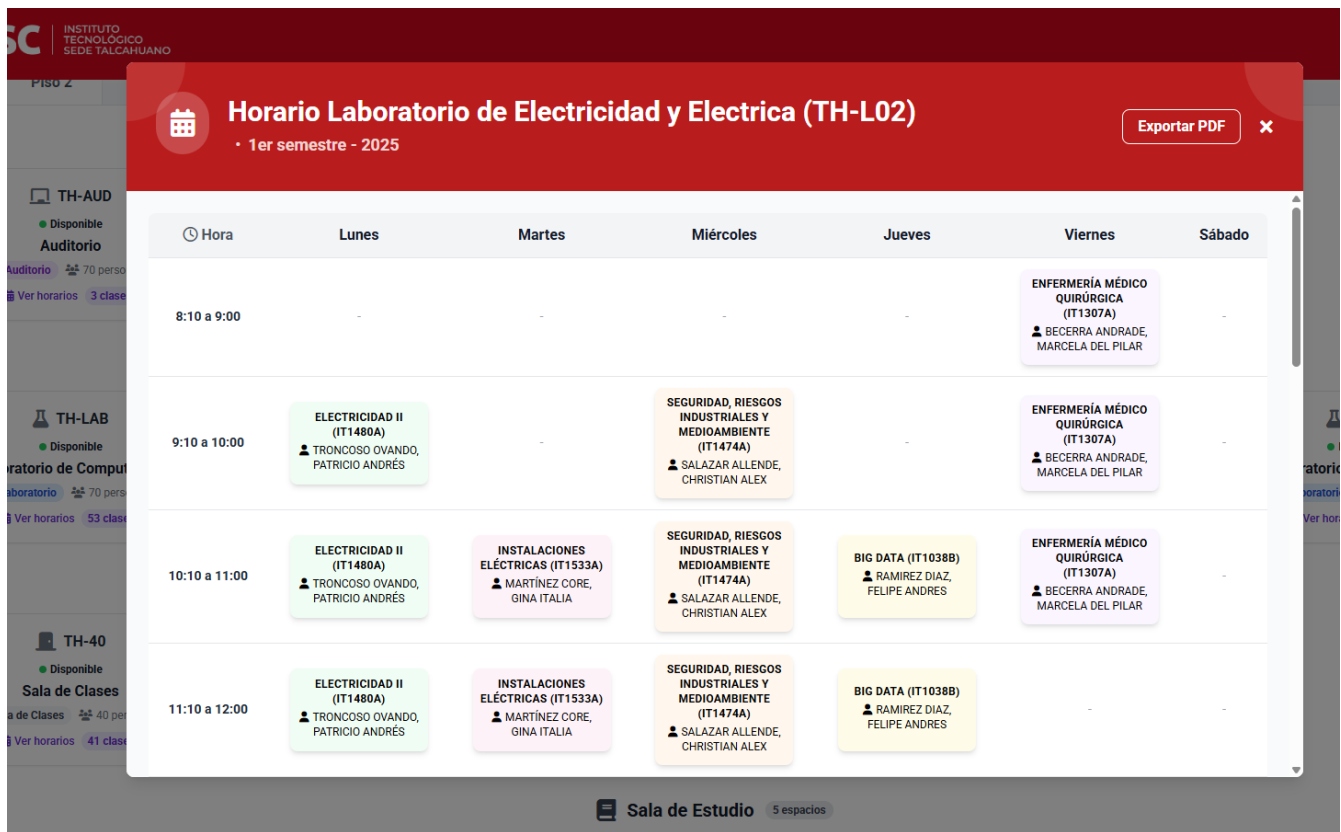 SC
INSTITUTO
TECNOLÓGICO
SEDE TALCAHUANO
Piso 2
Horario Laboratorio de Electricidad y Electrica (TH-L02)
• 1er semestre - 2025
Exportar PDF
TH-AUD
Disponible
Auditorio
Auditorio 70 perso
Ver horarios 3 clase
TH-LAB
Disponible
ratorio de Comput
aboratorio 70 pers
Ver horarios 53 clase
TH-40
Disponible
Sala de Clases
a de Clases 40 per
Ver horarios 41 clase
Hora Lunes Martes Miércoles Jueves Viernes Sábado
8:10 a 9:00
-
-
-
-
ENFERMERÍA MÉDICO
QUIRÚRGICA
(IT1307A)
BECERRA ANDRADE,
MARCELA DEL PILAR
-
9:10 a 10:00
ELECTRICIDAD II
(IT1480A)
TRONCOSO OVANDO,
PATRICIO ANDRÉS
-
SEGURIDAD, RIESGOS
INDUSTRIALES Y
MEDIOAMBIENTE
(IT1474A)
SALAZAR ALLENDE,
CHRISTIAN ALEX
-
ENFERMERÍA MÉDICO
QUIRÚRGICA
(IT1307A)
BECERRA ANDRADE,
MARCELA DEL PILAR
-
10:10 a 11:00
ELECTRICIDAD II
(IT1480A)
TRONCOSO OVANDO,
PATRICIO ANDRÉS
INSTALACIONES
ELÉCTRICAS (IT1533A)
MARTÍNEZ CORE,
GINA ITALIA
SEGURIDAD, RIESGOS
INDUSTRIALES Y
MEDIOAMBIENTE
(IT1474A)
SALAZAR ALLENDE,
CHRISTIAN ALEX
BIG DATA (IT1038B)
RAMIREZ DIAZ,
FELIPE ANDRES
ENFERMERÍA MÉDICO
QUIRÚRGICA
(IT1307A)
BECERRA ANDRADE,
MARCELA DEL PILAR
-
11:10 a 12:00
ELECTRICIDAD II
(IT1480A)
TRONCOSO OVANDO,
PATRICIO ANDRÉS
INSTALACIONES
ELÉCTRICAS (IT1533A)
MARTÍNEZ CORE,
GINA ITALIA
SEGURIDAD, RIESGOS
INDUSTRIALES Y
MEDIOAMBIENTE
(IT1474A)
SALAZAR ALLENDE,
CHRISTIAN ALEX
BIG DATA (IT1038B)
RAMIREZ DIAZ,
FELIPE ANDRES
-
-
ratorio
Ver hora
Sala de Estudio 5 espacios